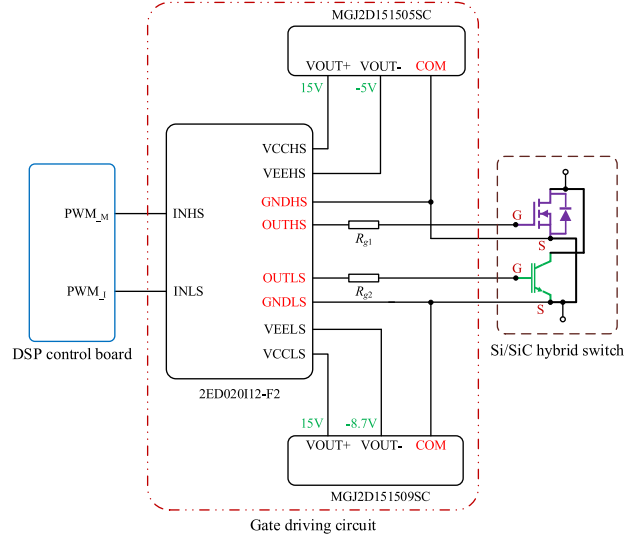 MGJ2D151505SC
VOUT+ VOUT- COM
15V -5V
VCCHS
VEEHS
GNDHS
PWM_M INHS OUTHS
Rg1
G
S
PWM_I INLS OUTLS
Rg2
G
GNDLS
S
VEELS
VCCLS
DSP control board
Si/SiC hybrid switch
2ED020I12-F2
15V -8.7V
VOUT+ VOUT- COM
MGJ2D151509SC
Gate driving circuit